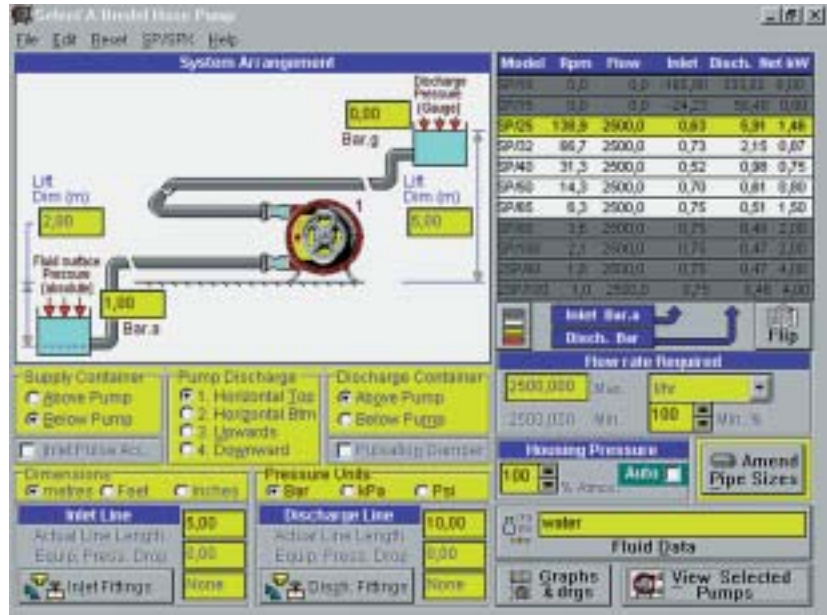 Select A Bredel Hose Pump
File Edit Reset SP/SPX Help
System Arrangement
Discharge
Pressure
(Gauge)
0,00
Bar.g
Lift
Dim (m)
2,00
Lift
Dim (m)
5,00
1
Fluid surface
Pressure
(absolute)
1,00
Bar.a
Supply Container
Above Pump
Below Pump
Inlet Pulse Acc.
Pump Discharge
1. Horizontal Top
2. Horizontal Btm
3. Upwards
4. Downward
Discharge Container
Above Pump
Below Pump
Pulsation Damper
Dimensions
metres Feet inches
Pressure Units
Bar kPa Psi
Inlet Line
Actual Line Length 5,00
Equip. Press. Drop 0,00
Inlet Fittings None
Discharge Line
Actual Line Length 10,00
Equip. Press. Drop 0,00
Disch. Fittings None
Model Rpm Flow Inlet Disch. Net kW
SP/25 138,9 2500,0 0,63 5,91 1,46
SP/32 86,7 2500,0 0,73 2,15 0,87
SP/40 31,3 2500,0 0,52 0,98 0,75
SP/50 14,3 2500,0 0,70 0,81 0,80
SP/65 6,3 2500,0 0,75 0,51 1,50
Inlet Bar.a
Disch. Bar
Flip
Flow rate Required
2500,000 Max. l/hr
2500,000 Min. 100 Min. %
Housing Pressure
100 % Atmos. Auto
Amend
Pipe Sizes
water
Fluid Data
Graphs
& drgs
View Selected
Pumps